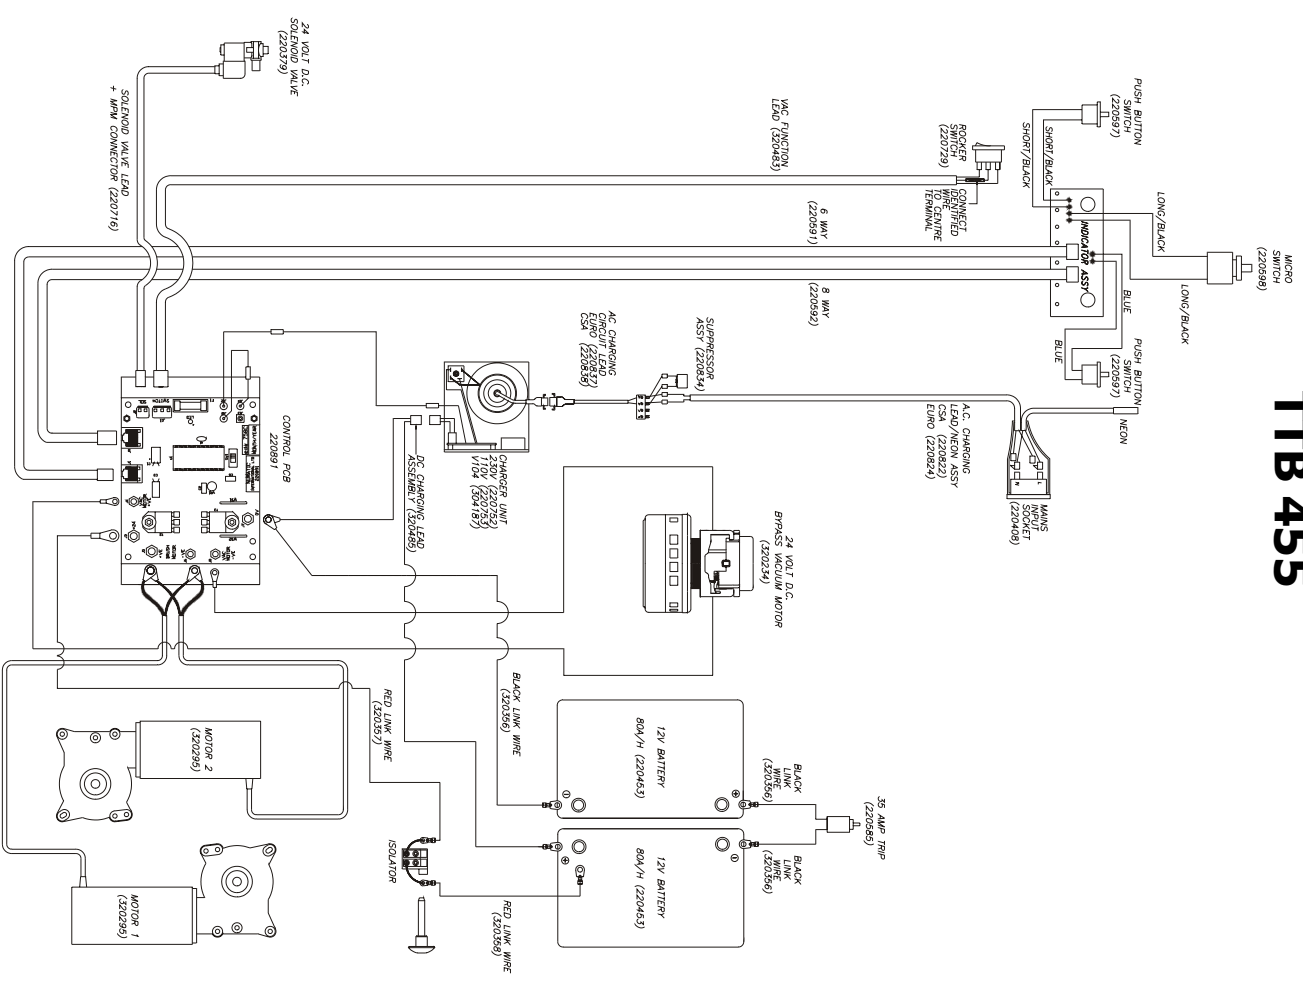 TTB 455
24 VOLT D.C.
SOLENOID VALVE
(220379)
SOLENOID VALVE LEAD
+ MPM CONNECTOR (220716)
VAC FUNCTION
LEAD (320483)
ROCKER
SWITCH
(220729)
CONNECT
IDENTIFIED
WIRE
TO CENTRE
TERMINAL
PUSH BUTTON
SWITCH
(220597)
SHORT/BLACK
SHORT/BLACK
LONG/BLACK
LONG/BLACK
MICRO
SWITCH
(220598)
INDICATOR ASSY
BLUE
BLUE
PUSH BUTTON
SWITCH
(220597)
NEON
6 WAY
(220591)
8 WAY
(220592)
AC CHARGING
CIRCUIT LEAD
EURO (220837)
CSA (220838)
SUPPRESSOR
ASSY (220834)
A.C. CHARGING
LEAD/NEON ASSY
CSA (220822)
EURO (220824)
L
N
MAINS
INPUT
SOCKET
(220408)
CONTROL PCB
220891
SOL
SWITCH
CHARGER UNIT
230V (220752)
110V (220753)
V104 (304187)
DC CHARGING LEAD
ASSEMBLY (320485)
24 VOLT D.C.
BYPASS VACUUM MOTOR
(320234)
RED LINK WIRE
(320357)
BLACK LINK WIRE
(320356)
12V BATTERY
80A/H (220453)
12V BATTERY
80A/H (220453)
BLACK
LINK
WIRE
(320356)
BLACK
LINK
WIRE
(320356)
35 AMP TRIP
(220585)
ISOLATOR
RED LINK WIRE
(320358)
MOTOR 2
(320295)
MOTOR 1
(320295)